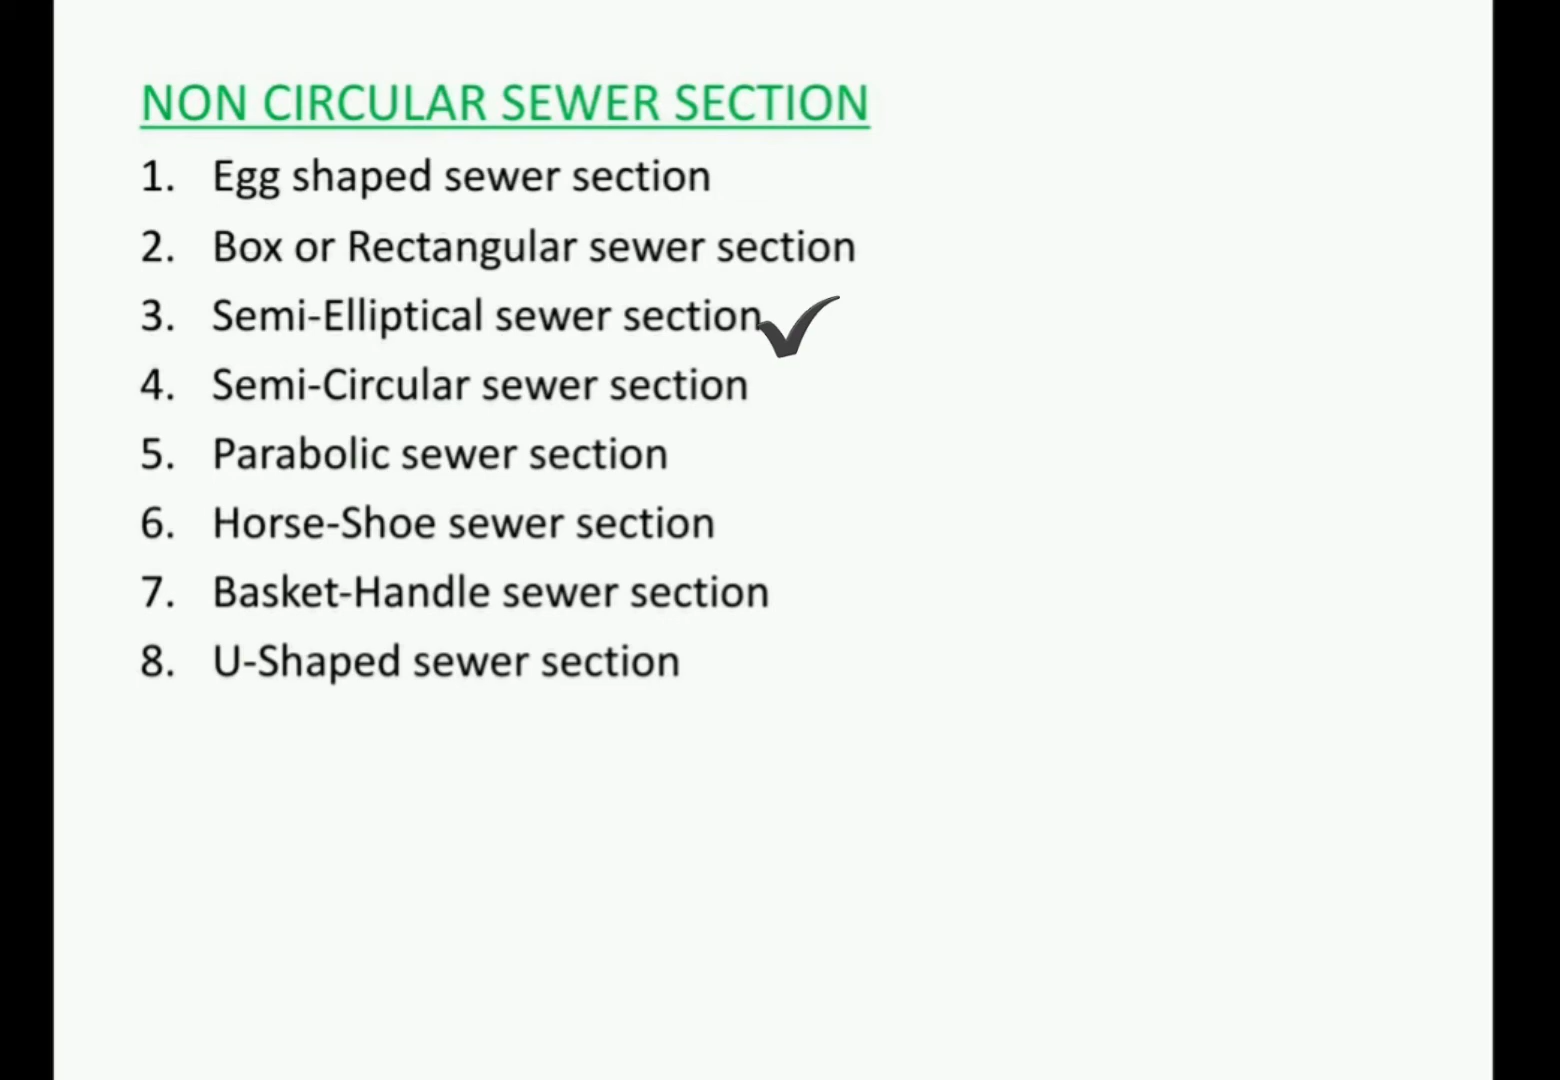 NON CIRCULAR SEWER SECTION
1. Egg shaped sewer section
2. Box or Rectangular sewer section
3. Semi-Elliptical sewer section
4. Semi-Circular sewer section
5. Parabolic sewer section
6. Horse-Shoe sewer section
7. Basket-Handle sewer section
8. U-Shaped sewer section